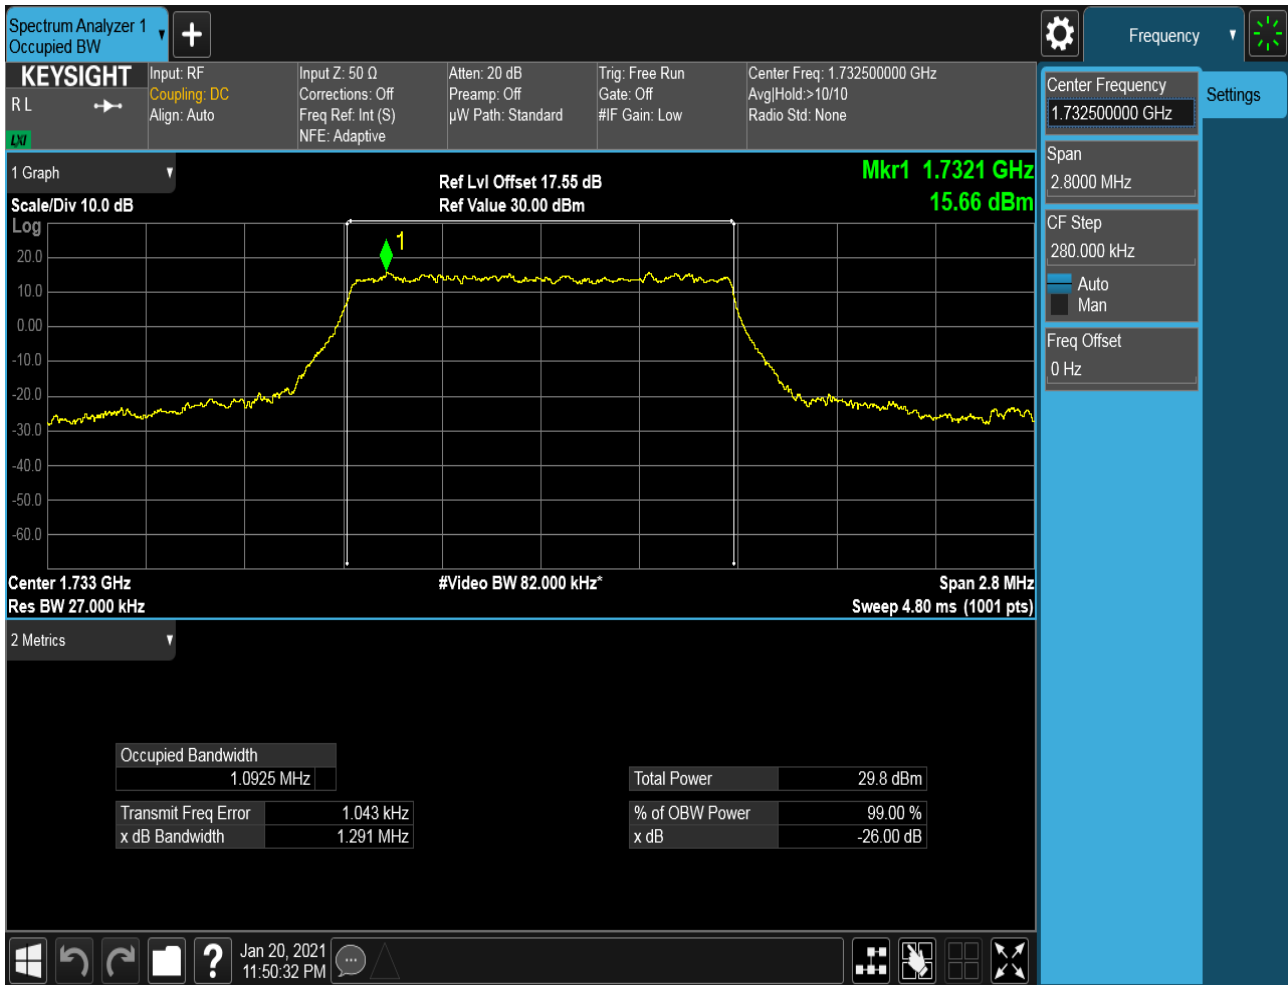 Spectrum Analyzer 1
Occupied BW
Frequency
KEYSIGHT
R L
LXI
Input: RF
Coupling: DC
Align: Auto
Input Z: 50 Ω
Corrections: Off
Freq Ref: Int (S)
NFE: Adaptive
Atten: 20 dB
Preamp: Off
µW Path: Standard
Trig: Free Run
Gate: Off
#IF Gain: Low
Center Freq: 1.732500000 GHz
Avg|Hold:>10/10
Radio Std: None
Center Frequency
1.732500000 GHz
Settings
Span
2.8000 MHz
CF Step
280.000 kHz
Auto
Man
Freq Offset
0 Hz
1 Graph
Scale/Div 10.0 dB
Ref Lvl Offset 17.55 dB
Ref Value 30.00 dBm
Mkr1 1.7321 GHz
15.66 dBm
Log
1
20.0
10.0
0.00
-10.0
-20.0
-30.0
-40.0
-50.0
-60.0
Center 1.733 GHz
#Video BW 82.000 kHz*
Span 2.8 MHz
Res BW 27.000 kHz
Sweep 4.80 ms (1001 pts)
2 Metrics
Occupied Bandwidth
1.0925 MHz
Total Power 29.8 dBm
Transmit Freq Error 1.043 kHz
% of OBW Power 99.00 %
x dB Bandwidth 1.291 MHz
x dB -26.00 dB
?
Jan 20, 2021
11:50:32 PM